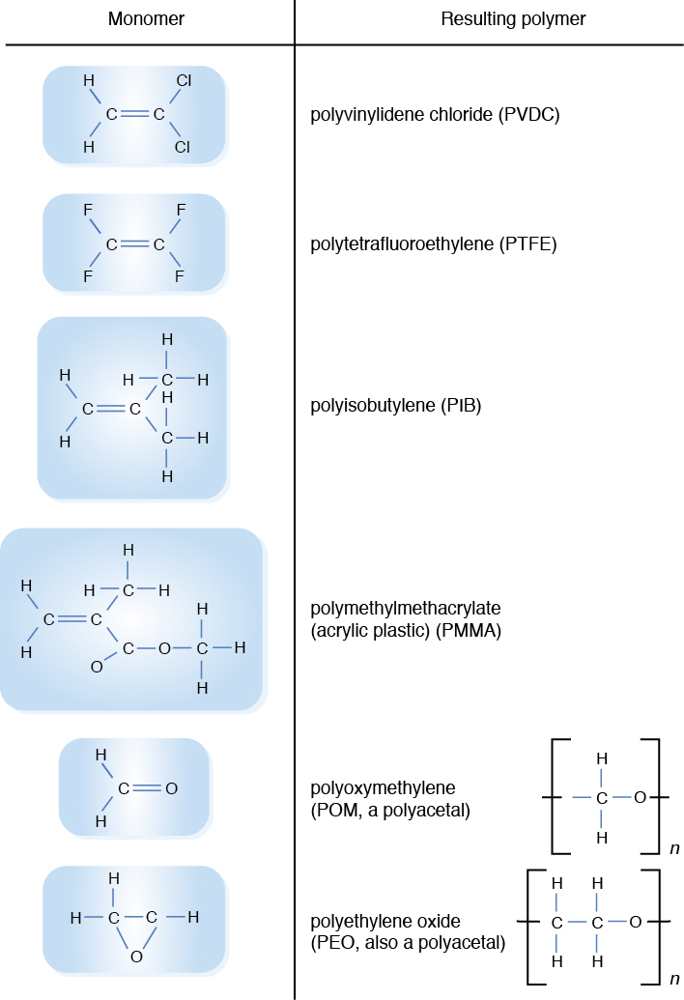 Monomer
Resulting polymer
H Cl
C C
H Cl
polyvinylidene chloride (PVDC)
F F
C C
F F
polytetrafluoroethylene (PTFE)
H
H H C H
C C H
H C H
H
polyisobutylene (PIB)
H
H H C H
C C H
H C O C H
O H
polymethylmethacrylate
(acrylic plastic) (PMMA)
H
C O
H
polyoxymethylene
(POM, a polyacetal)
H
C O
H
n
H
H C C H
O
polyethylene oxide
(PEO, also a polyacetal)
H H
C C O
H H
n